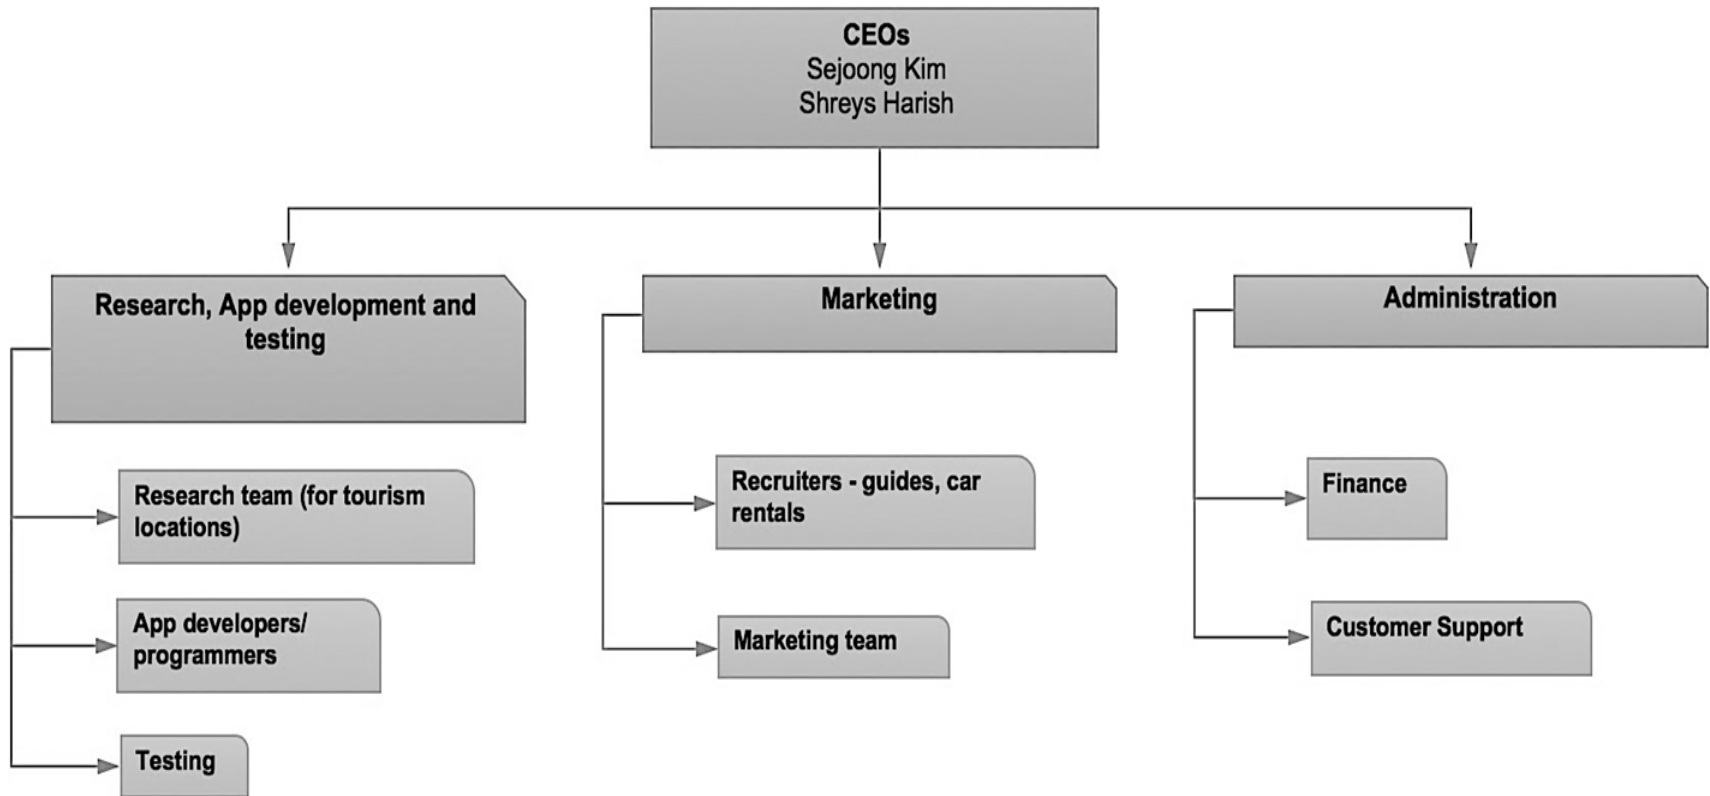 CEOs
Sejoong Kim
Shreys Harish
Research, App development and
testing
Marketing
Administration
Research team (for tourism
locations)
App developers/
programmers
Testing
Recruiters - guides, car
rentals
Marketing team
Finance
Customer Support